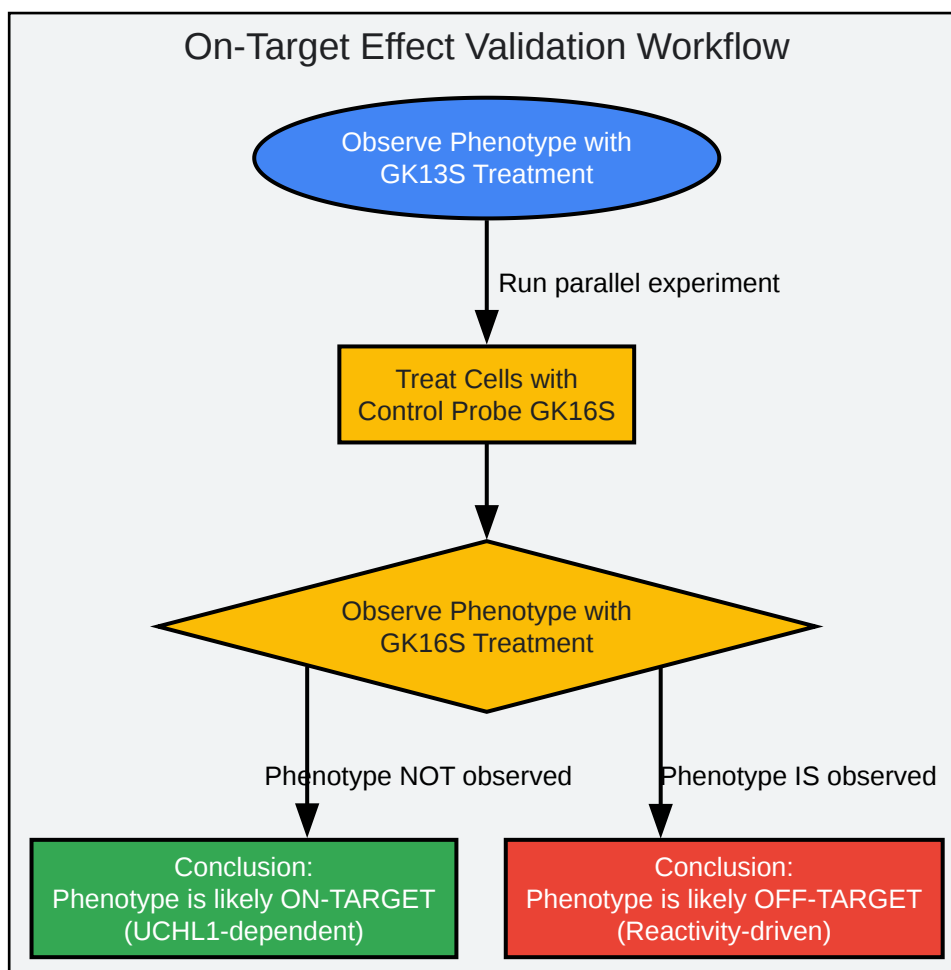 On-Target Effect Validation Workflow
Observe Phenotype with
GK13S Treatment
Run parallel experiment
Treat Cells with
Control Probe GK16S
Observe Phenotype with
GK16S Treatment
Phenotype NOT observed
Phenotype IS observed
Conclusion:
Phenotype is likely ON-TARGET
(UCHL1-dependent)
Conclusion:
Phenotype is likely OFF-TARGET
(Reactivity-driven)